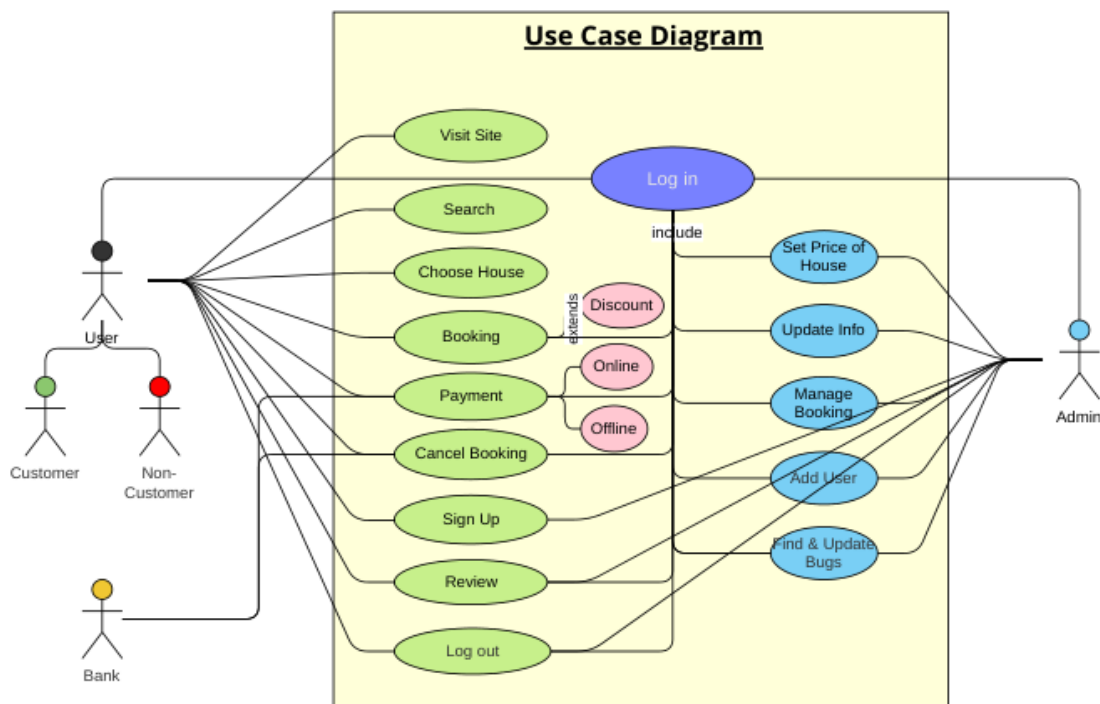 Use Case Diagram
Visit Site
Log in
Search
include
Set Price of
House
Choose House
Discount
extends
User
Booking
Update Info
Online
Payment
Manage
Booking
Admin
Offline
Customer
Non-
Customer
Cancel Booking
Add User
Sign Up
Find & Update
Bugs
Review
Log out
Bank